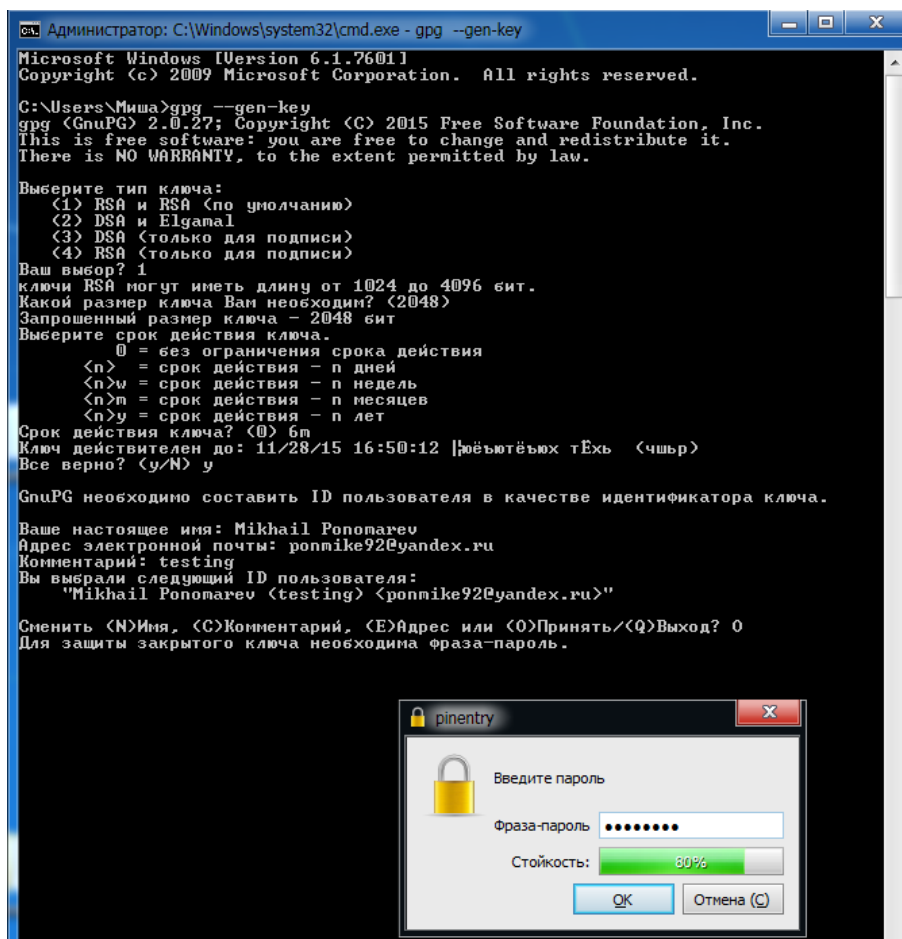 Администратор: C:\Windows\system32\cmd.exe - gpg --gen-key
Microsoft Windows [Version 6.1.7601]
Copyright (c) 2009 Microsoft Corporation. All rights reserved.
C:\Users\Миша>gpg --gen-key
gpg (GnuPG) 2.0.27; Copyright (C) 2015 Free Software Foundation, Inc.
This is free software: you are free to change and redistribute it.
There is NO WARRANTY, to the extent permitted by law.
Выберите тип ключа:
(1) RSA и RSA (по умолчанию)
(2) DSA и Elgamal
(3) DSA (только для подписи)
(4) RSA (только для подписи)
Ваш выбор? 1
ключи RSA могут иметь длину от 1024 до 4096 бит.
Какой размер ключа Вам необходим? (2048)
Запрошенный размер ключа – 2048 бит
Выберите срок действия ключа.
0 = без ограничения срока действия
<n> = срок действия – n дней
<n>w = срок действия – n недель
<n>m = срок действия – n месяцев
<n>y = срок действия – n лет
Срок действия ключа? (0) 6m
Ключ действителен до: 11/28/15 16:50:12 (чшьр)
Все верно? (y/N) y
GnuPG необходимо составить ID пользователя в качестве идентификатора ключа.
Ваше настоящее имя: Mikhail Ponomarev
Адрес электронной почты: ponmike92@yandex.ru
Комментарий: testing
Вы выбрали следующий ID пользователя:
"Mikhail Ponomarev (testing) <ponmike92@yandex.ru>"
Сменить (N)Имя, (C)Комментарий, (E)Адрес или (O)Принять/(Q)Выход? O
Для защиты закрытого ключа необходима фраза-пароль.
pinentry
Введите пароль
Фраза-пароль ●●●●●●●●
Стойкость: 80%
OK Отмена (C)